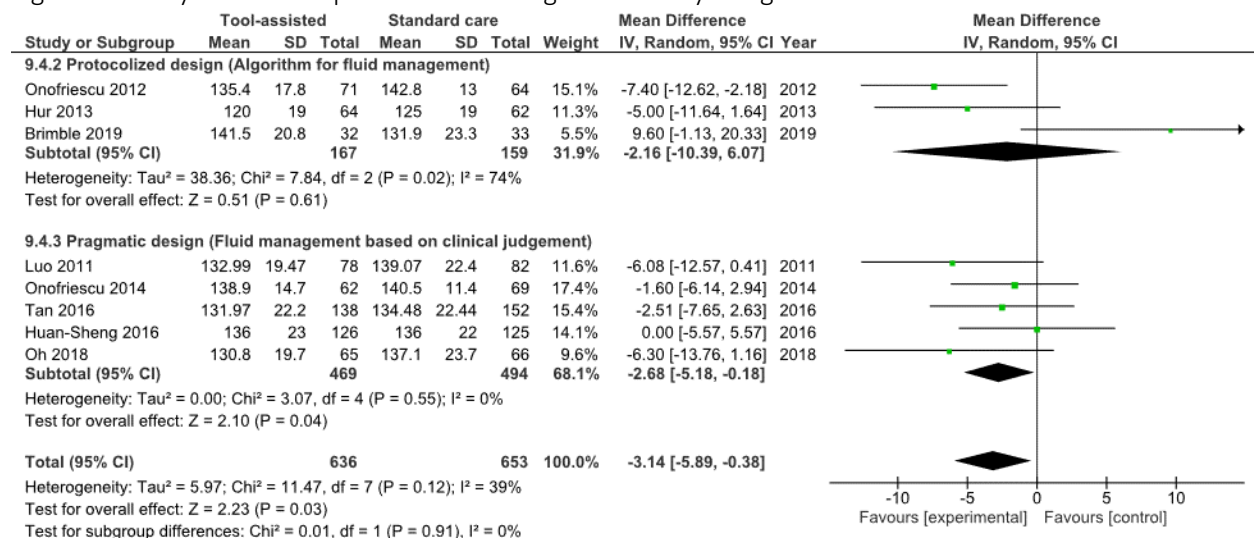 Tool-assisted Standard care Mean Difference Mean Difference
Study or Subgroup Mean SD Total Mean SD Total Weight IV, Random, 95% CI Year IV, Random, 95% CI
9.4.2 Protocolized design (Algorithm for fluid management)
Onofriescu 2012 135.4 17.8 71 142.8 13 64 15.1% -7.40 [-12.62, -2.18] 2012
Hur 2013 120 19 64 125 19 62 11.3% -5.00 [-11.64, 1.64] 2013
Brimble 2019 141.5 20.8 32 131.9 23.3 33 5.5% 9.60 [-1.13, 20.33] 2019
Subtotal (95% CI) 167 159 31.9% -2.16 [-10.39, 6.07]
Heterogeneity: Tau² = 38.36; Chi² = 7.84, df = 2 (P = 0.02); I² = 74%
Test for overall effect: Z = 0.51 (P = 0.61)
9.4.3 Pragmatic design (Fluid management based on clinical judgement)
Luo 2011 132.99 19.47 78 139.07 22.4 82 11.6% -6.08 [-12.57, 0.41] 2011
Onofriescu 2014 138.9 14.7 62 140.5 11.4 69 17.4% -1.60 [-6.14, 2.94] 2014
Tan 2016 131.97 22.2 138 134.48 22.44 152 15.4% -2.51 [-7.65, 2.63] 2016
Huan-Sheng 2016 136 23 126 136 22 125 14.1% 0.00 [-5.57, 5.57] 2016
Oh 2018 130.8 19.7 65 137.1 23.7 66 9.6% -6.30 [-13.76, 1.16] 2018
Subtotal (95% CI) 469 494 68.1% -2.68 [-5.18, -0.18]
Heterogeneity: Tau² = 0.00; Chi² = 3.07, df = 4 (P = 0.55); I² = 0%
Test for overall effect: Z = 2.10 (P = 0.04)
Total (95% CI) 636 653 100.0% -3.14 [-5.89, -0.38]
Heterogeneity: Tau² = 5.97; Chi² = 11.47, df = 7 (P = 0.12); I² = 39%
Test for overall effect: Z = 2.23 (P = 0.03)
Test for subgroup differences: Chi² = 0.01, df = 1 (P = 0.91), I² = 0%
-10 -5 0 5 10
Favours [experimental] Favours [control]